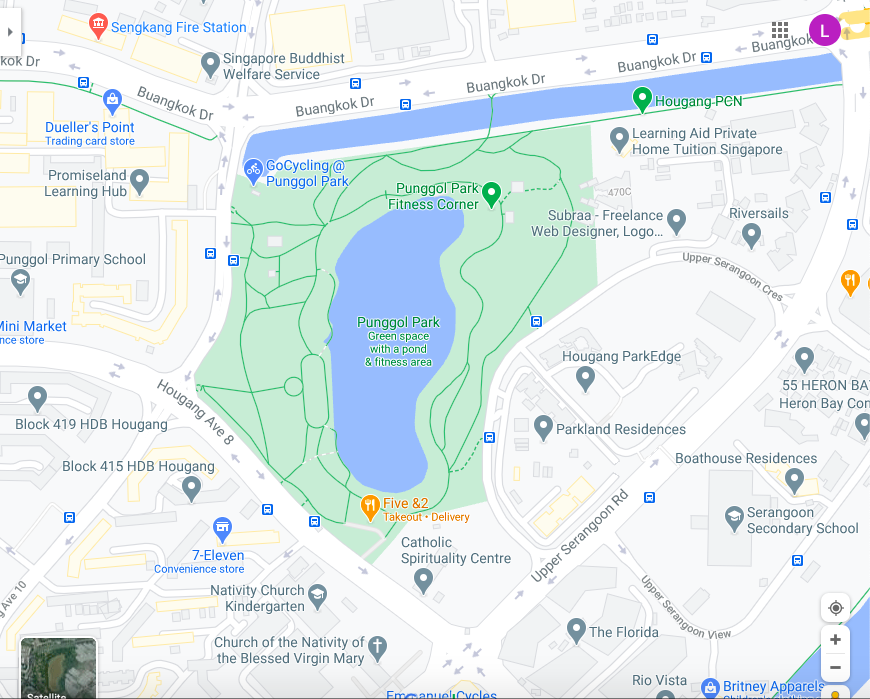 Sengkang Fire Station
L
Buangkok
kok Dr
Singapore Buddhist
Welfare Service
Buangkok Dr
Buangkok Dr
Buangkok Dr
Buangkok Dr
Hougang PCN
Dueller's Point
Trading card store
Learning Aid Private
Home Tuition Singapore
GoCycling @
Punggol Park
Promiseland
Learning Hub
Punggol Park
Fitness Corner
470C
Subraa - Freelance
Web Designer, Logo...
Riversails
Punggol Primary School
Upper Serangoon Cres
Mini Market
nce store
Punggol Park
Green space
with a pond
& fitness area
Hougang ParkEdge
55 HERON BA
Heron Bay Con
Hougang Ave 8
Block 419 HDB Hougang
Parkland Residences
Block 415 HDB Hougang
Boathouse Residences
Five &2
Takeout • Delivery
Upper Serangoon Rd
Serangoon
Secondary School
7-Eleven
Convenience store
Catholic
Spirituality Centre
Nativity Church
Kindergarten
g Ave 10
Upper Serangoon View
The Florida
Church of the Nativity of
the Blessed Virgin Mary
Rio Vista
Satellite
Emmanuel Cycles
Britney Apparels